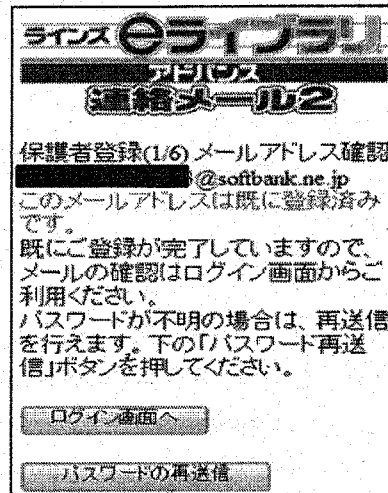 ラインズeライブラリ
アドバンス
連絡メール2
保護者登録(1/6) メールアドレス確認
@softbank.ne.jp
このメールアドレスは既に登録済み
です。
既にご登録が完了していますので、
メールの確認はログイン画面からご
利用ください。
パスワードが不明の場合は、再送信
を行えます。下の「パスワード再送
信」ボタンを押してください。
ログイン画面へ
パスワードの再送信